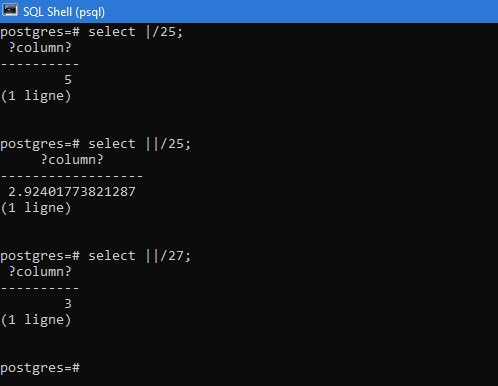 SQL Shell (psql)
postgres=# select |/25;
 ?column?
----------
        5
(1 ligne)
postgres=# select ||/25;
     ?column?
------------------
 2.92401773821287
(1 ligne)
postgres=# select ||/27;
 ?column?
----------
        3
(1 ligne)
postgres=#